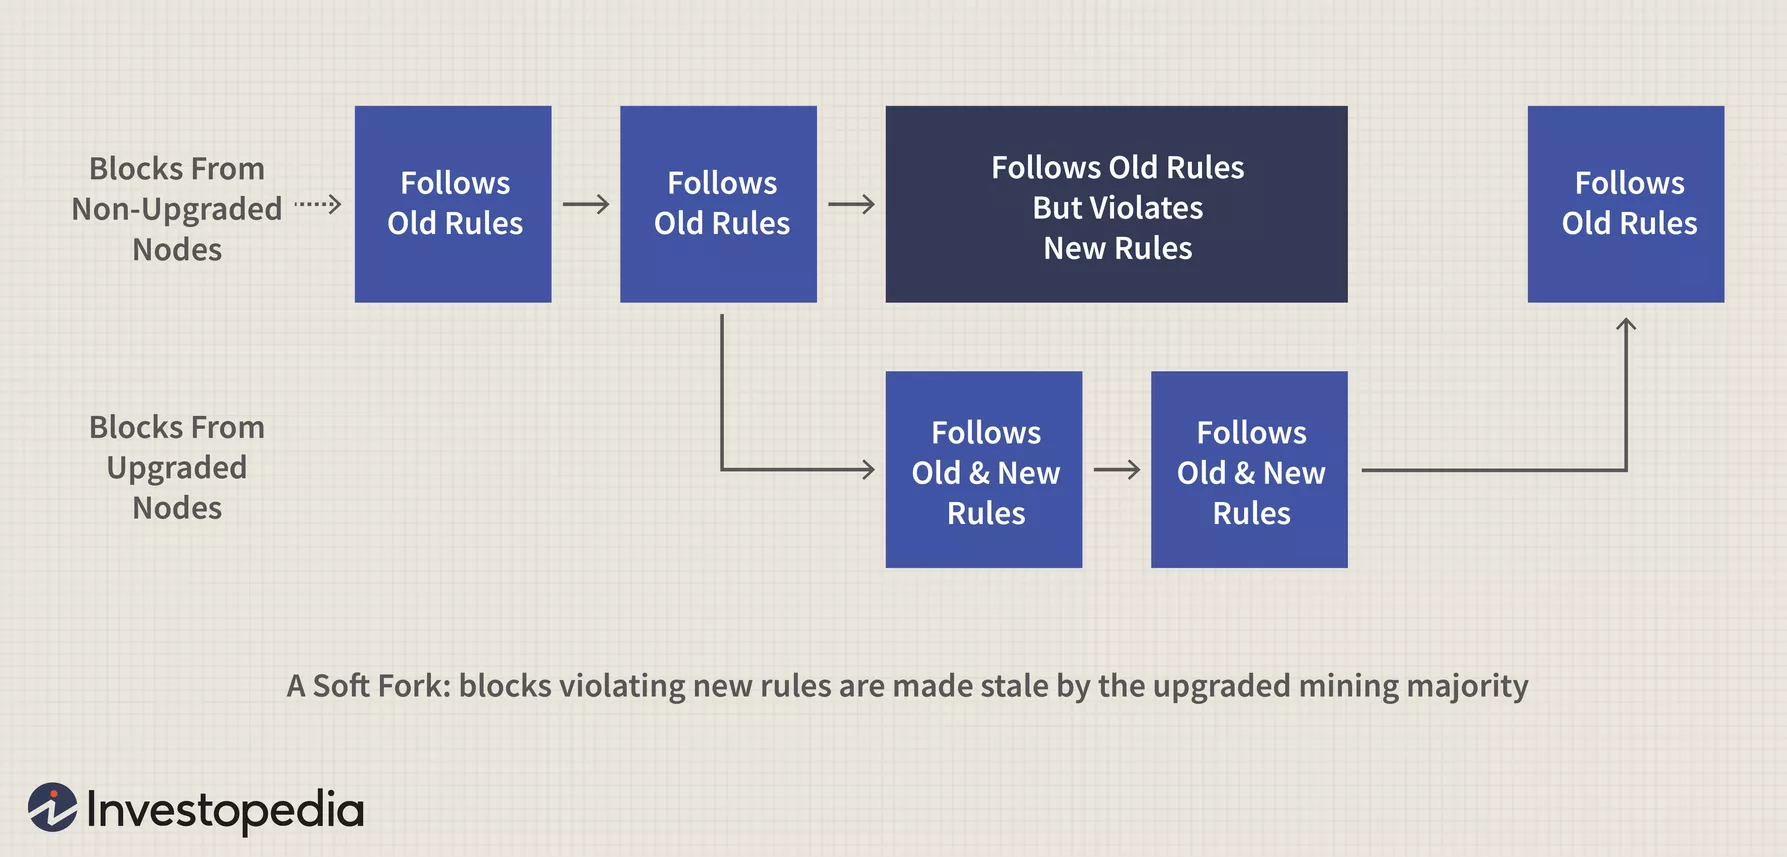 Blocks From
Non-Upgraded
Nodes
Follows
Old Rules
Follows
Old Rules
Follows Old Rules
But Violates
New Rules
Follows
Old Rules
Blocks From
Upgraded
Nodes
Follows
Old & New
Rules
Follows
Old & New
Rules
A Soft Fork: blocks violating new rules are made stale by the upgraded mining majority
Investopedia